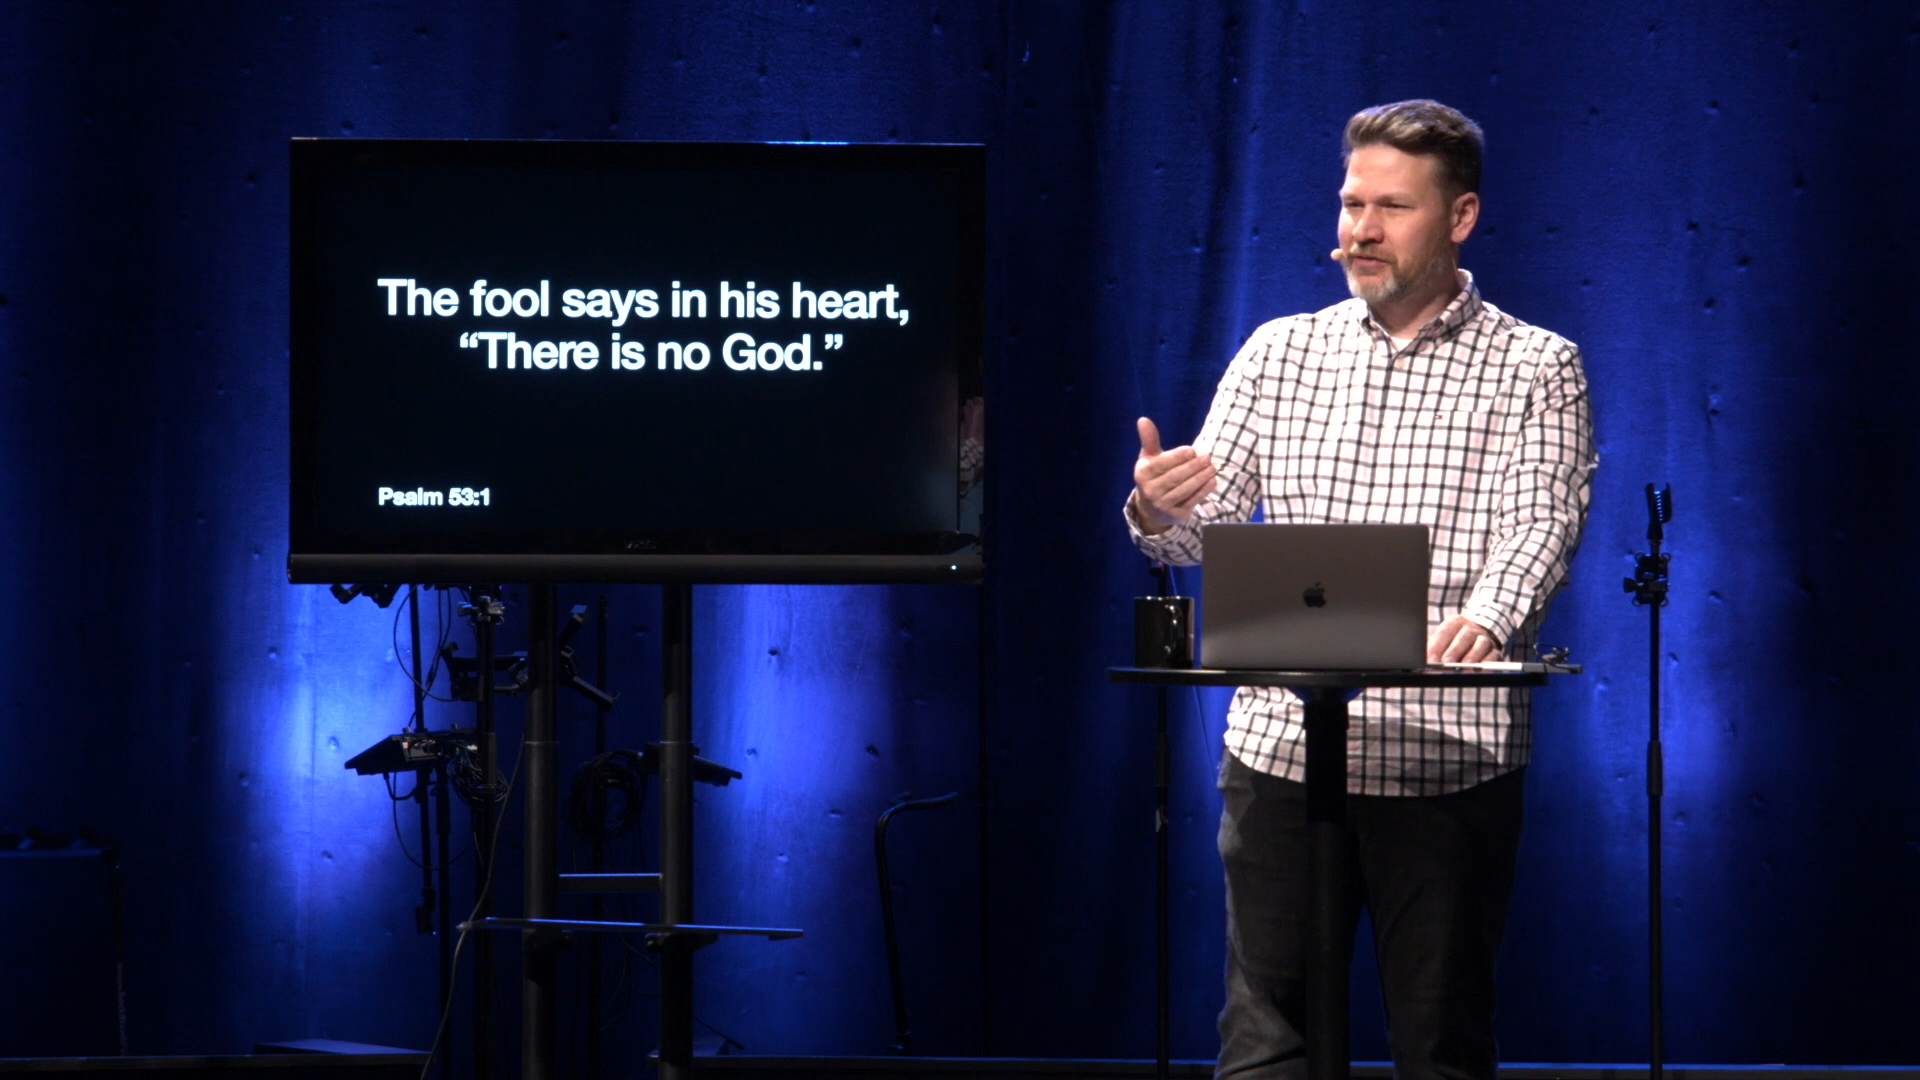 The fool says in his heart,
“There is no God.”
Psalm 53:1